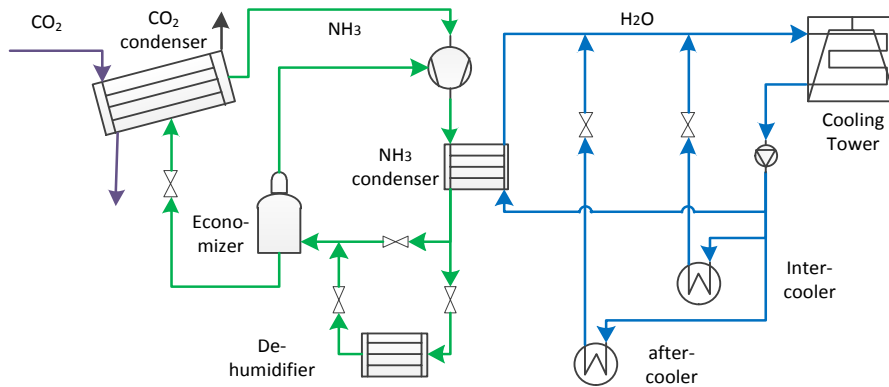 CO2
CO2
condenser
NH3
H2O
Cooling
Tower
NH3
condenser
Econo-
mizer
Inter-
cooler
De-
humidifier
after-
cooler